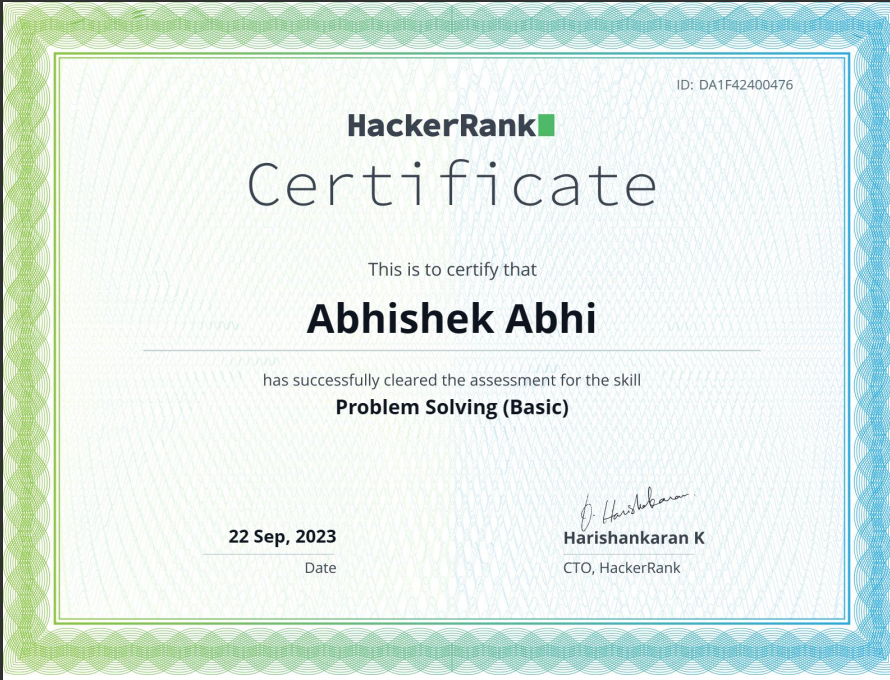 ID: DA1F42400476
HackerRank
Certificate
This is to certify that
Abhishek Abhi
has successfully cleared the assessment for the skill
Problem Solving (Basic)
22 Sep, 2023
Date
Harishankaran K
CTO, HackerRank